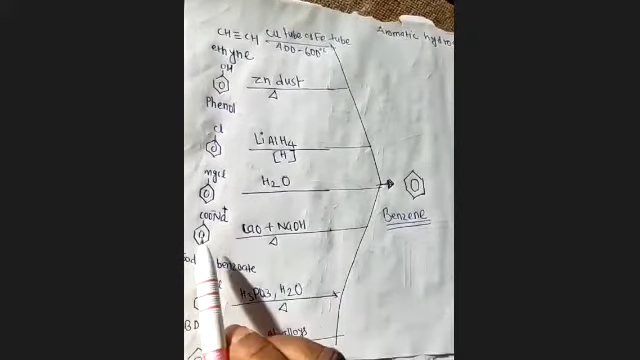 Aromatic hydro
CH≡CH Cu tube or Fe tube
400-600°C
ethyne
OH
Zn dust
Δ
Phenol
Cl
LiAlH4
[H]
mgcl
H2O
COONa+
CaO + NaOH
Δ
Benzene
benzoate
H3PO3, H2O
Δ
alloys